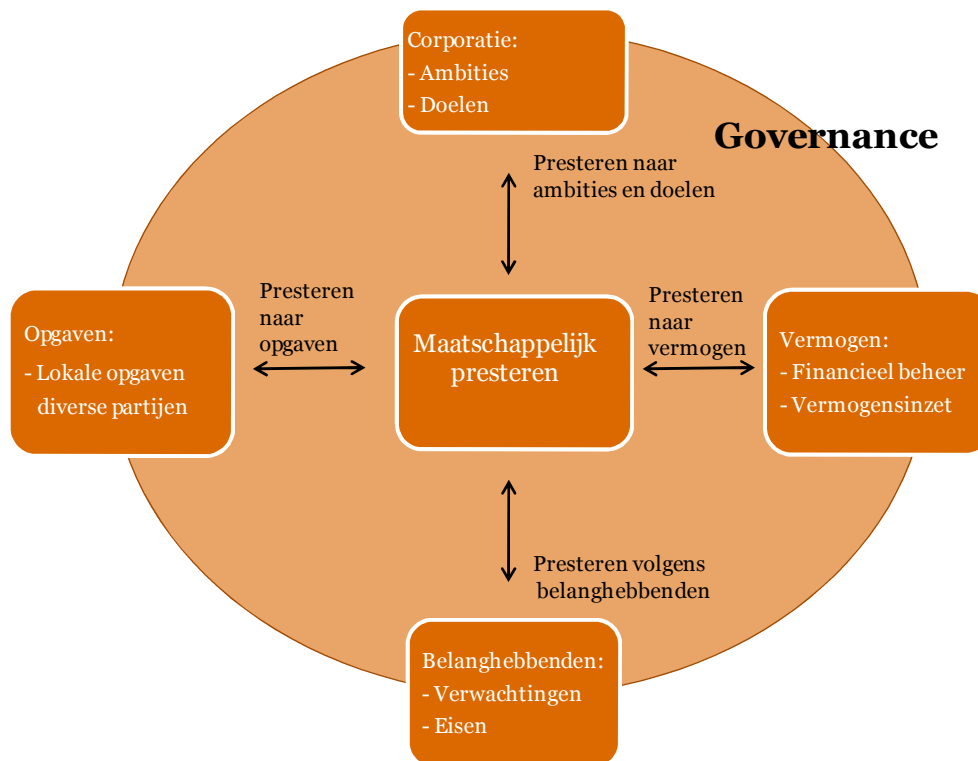 Corporatie:
- Ambities
- Doelen
Governance
Presteren naar
ambities en doelen
Opgaven:
- Lokale opgaven
diverse partijen
Presteren
naar
opgaven
Maatschappelijk
presteren
Presteren
naar
vermogen
Vermogen:
- Financieel beheer
- Vermogensinzet
Presteren volgens
belanghebbenden
Belanghebbenden:
- Verwachtingen
- Eisen